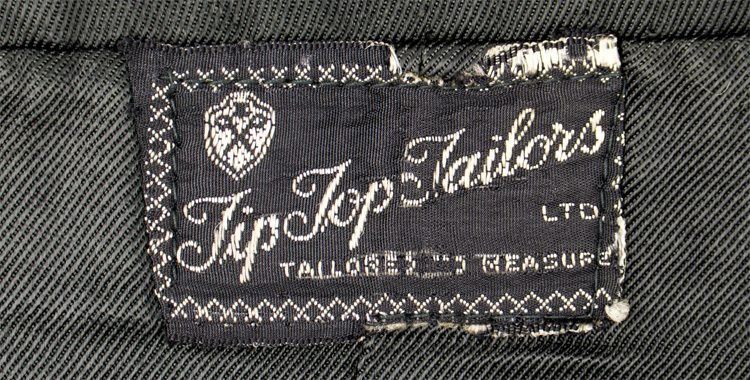 Tip Top Tailors
LTD.
TAILORED TO MEASURE